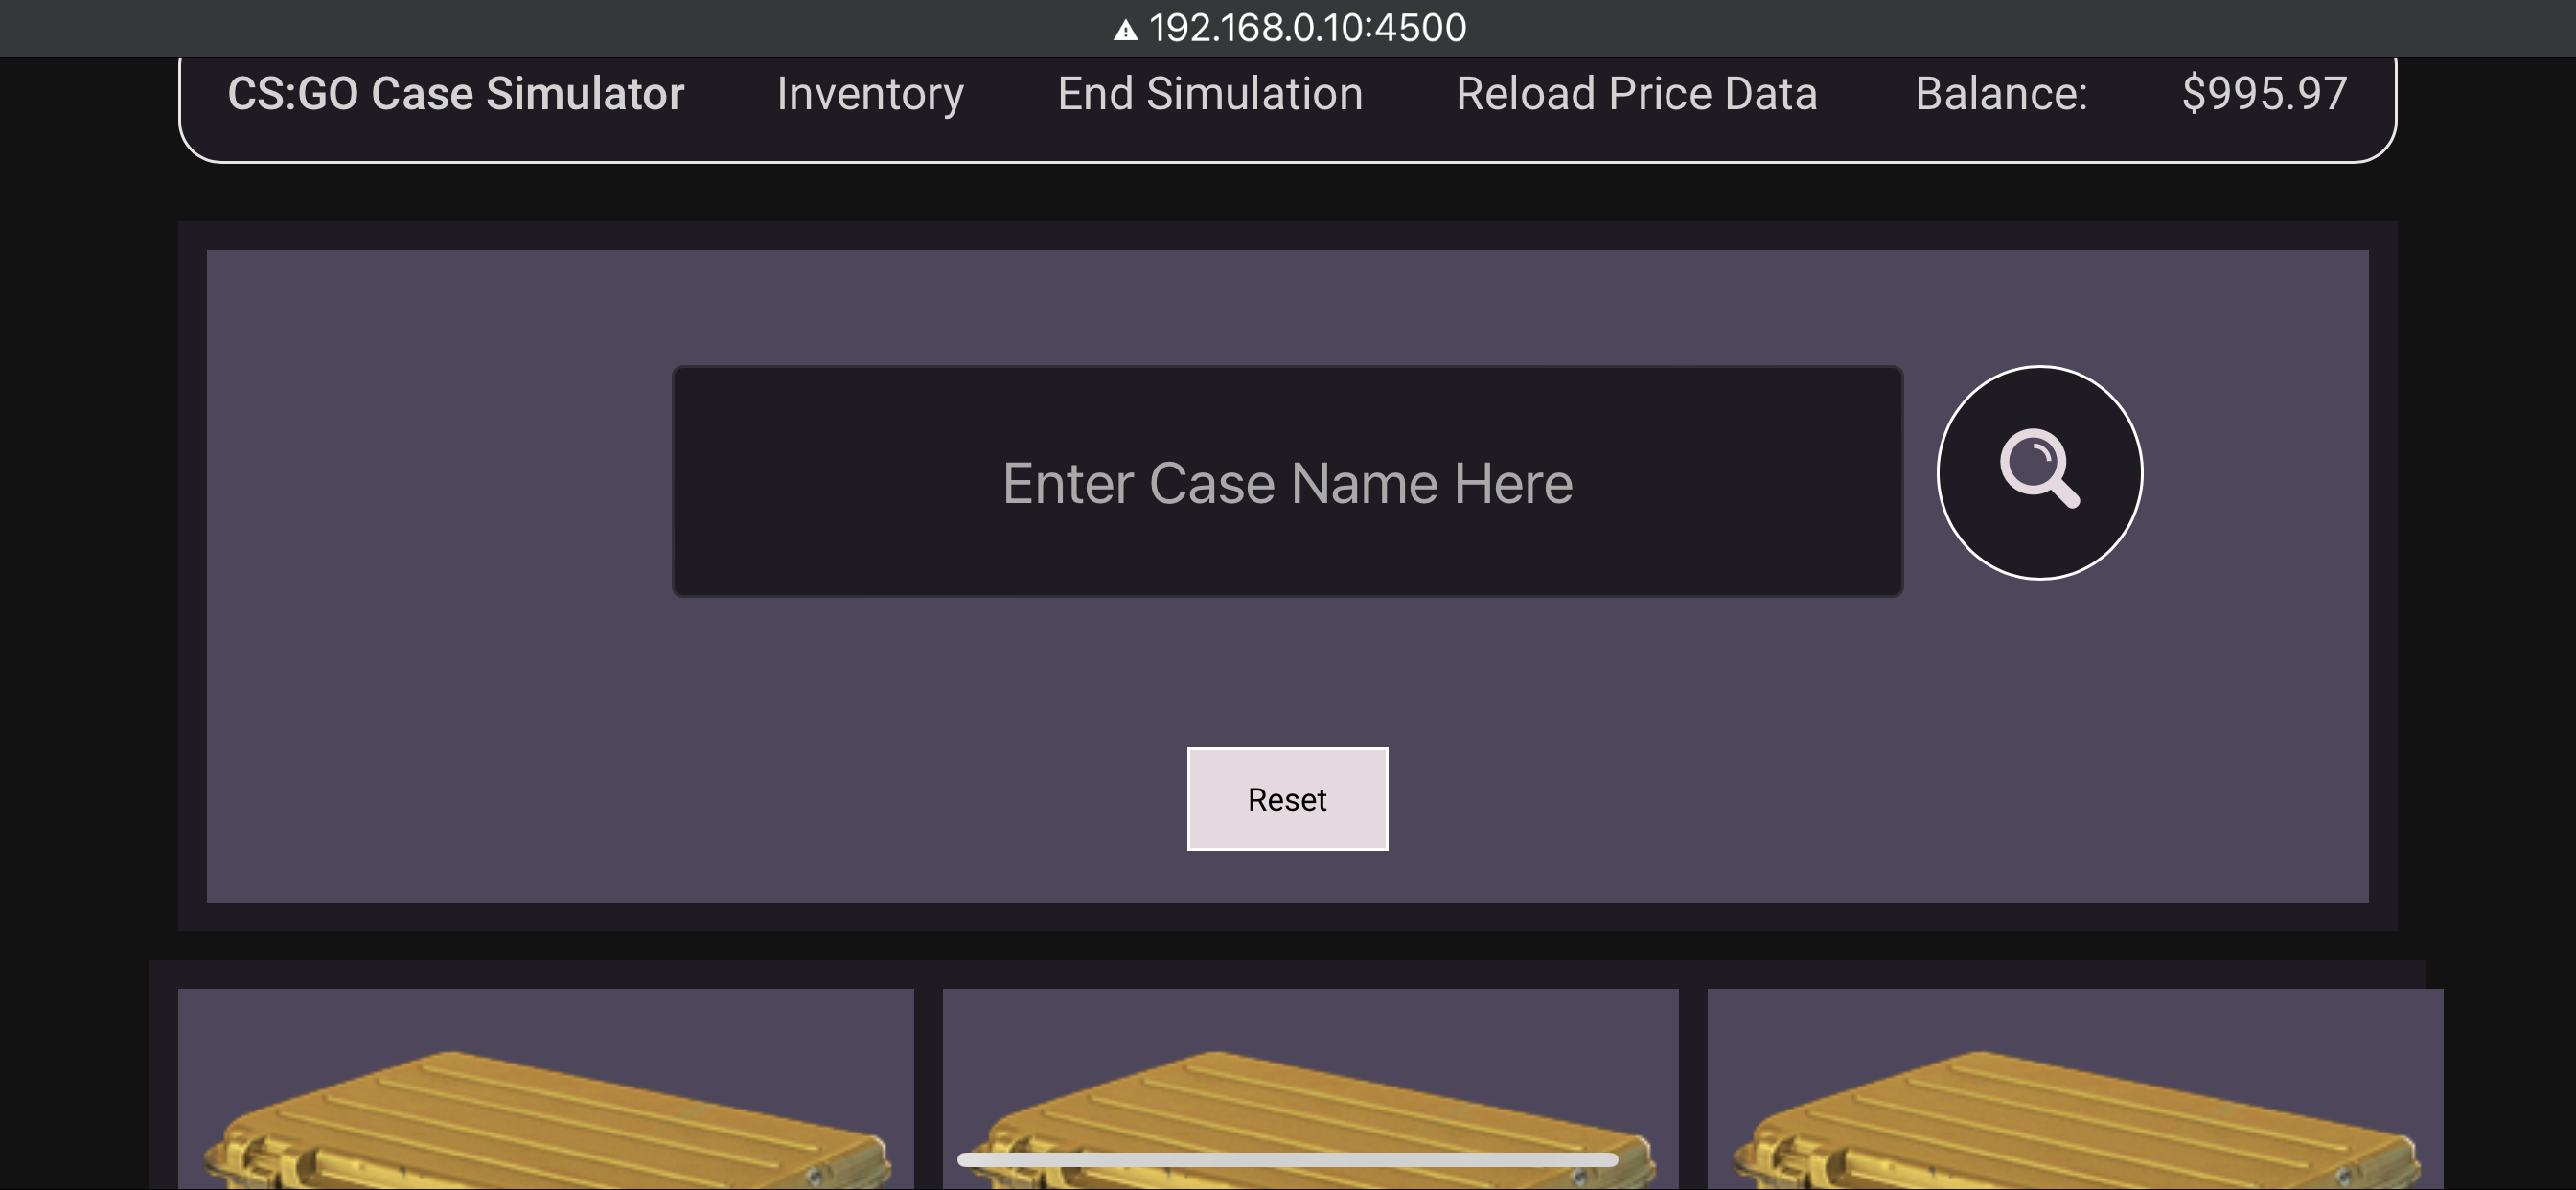 192.168.0.10:4500
CS:GO Case Simulator Inventory End Simulation Reload Price Data Balance: $995.97
Enter Case Name Here
Reset